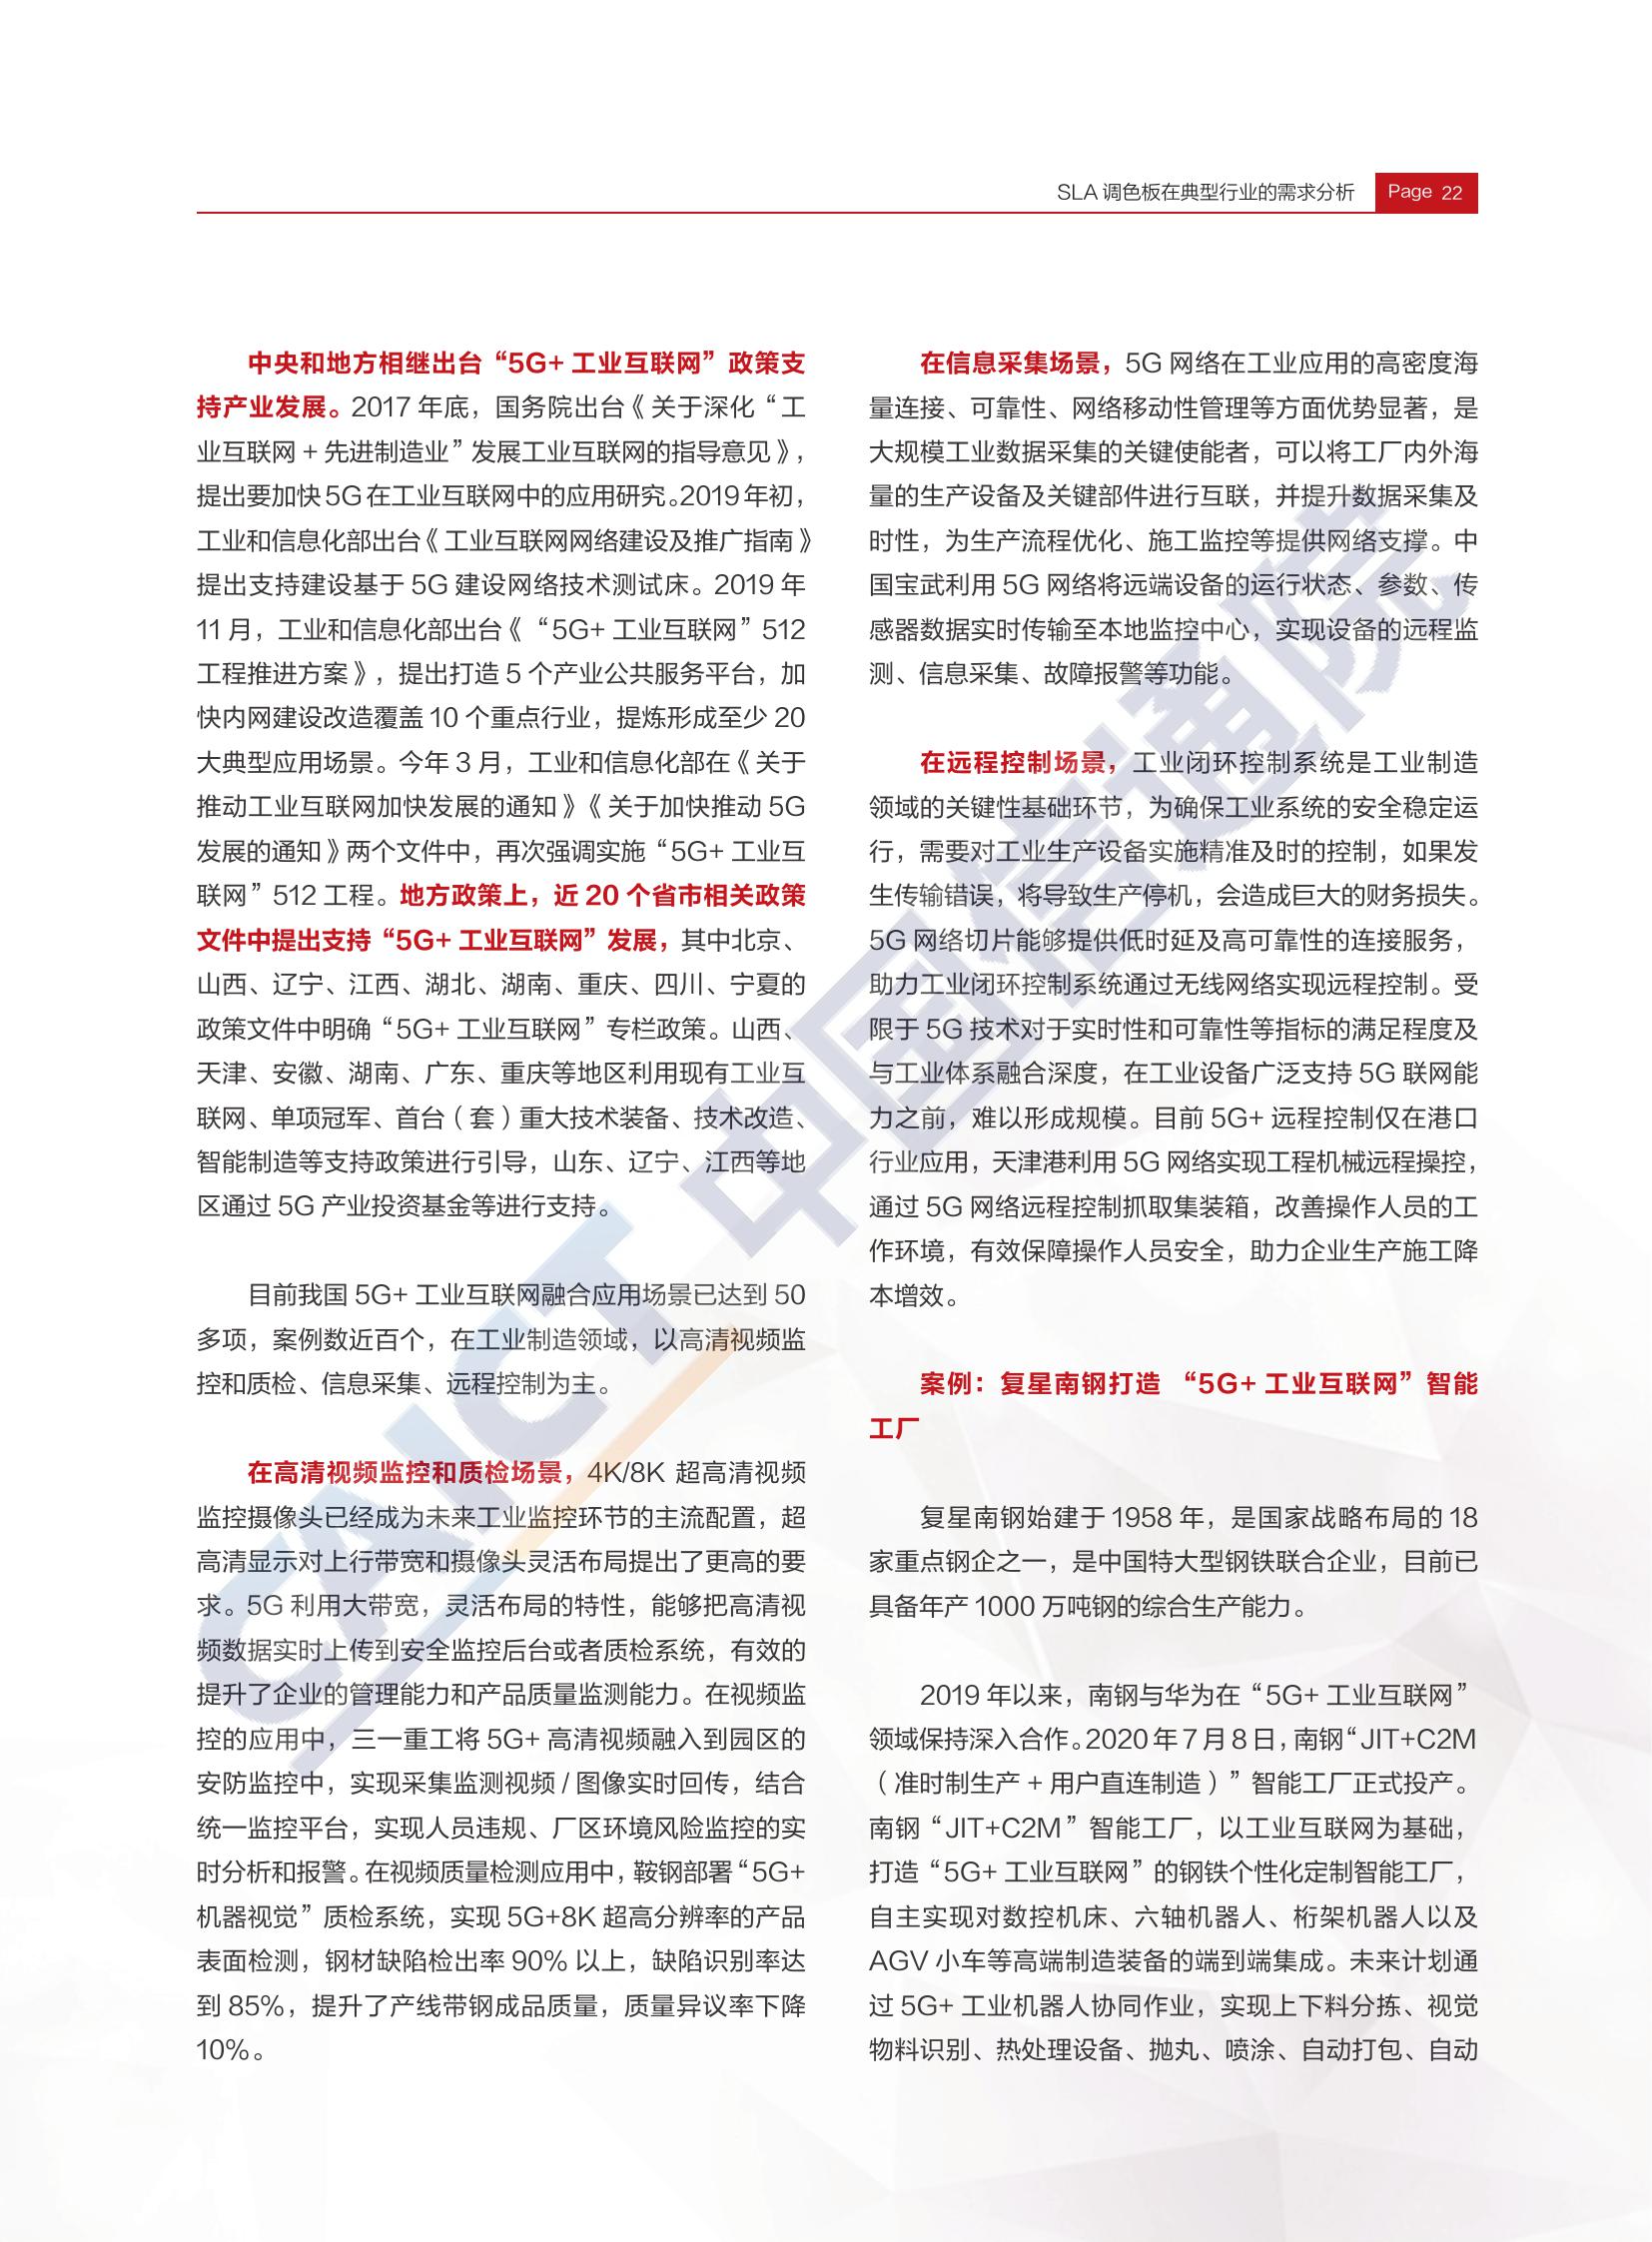 SLA 调色板在典型行业的需求分析 Page 22
中央和地方相继出台“5G+ 工业互联网”政策支
持产业发展。2017 年底，国务院出台《关于深化“工
业互联网 + 先进制造业”发展工业互联网的指导意见》，
提出要加快5G在工业互联网中的应用研究。2019年初，
工业和信息化部出台《工业互联网网络建设及推广指南》
提出支持建设基于 5G 建设网络技术测试床。2019 年
11 月，工业和信息化部出台《“5G+ 工业互联网”512
工程推进方案》，提出打造 5 个产业公共服务平台，加
快内网建设改造覆盖 10 个重点行业，提炼形成至少 20
大典型应用场景。今年 3 月，工业和信息化部在《关于
推动工业互联网加快发展的通知》《关于加快推动 5G
发展的通知》两个文件中，再次强调实施“5G+ 工业互
联网”512 工程。地方政策上，近 20 个省市相关政策
文件中提出支持“5G+ 工业互联网”发展，其中北京、
山西、辽宁、江西、湖北、湖南、重庆、四川、宁夏的
政策文件中明确“5G+ 工业互联网”专栏政策。山西、
天津、安徽、湖南、广东、重庆等地区利用现有工业互
联网、单项冠军、首台（套）重大技术装备、技术改造、
智能制造等支持政策进行引导，山东、辽宁、江西等地
区通过 5G 产业投资基金等进行支持。
目前我国 5G+ 工业互联网融合应用场景已达到 50
多项，案例数近百个，在工业制造领域，以高清视频监
控和质检、信息采集、远程控制为主。
在高清视频监控和质检场景，4K/8K 超高清视频
监控摄像头已经成为未来工业监控环节的主流配置，超
高清显示对上行带宽和摄像头灵活布局提出了更高的要
求。5G 利用大带宽，灵活布局的特性，能够把高清视
频数据实时上传到安全监控后台或者质检系统，有效的
提升了企业的管理能力和产品质量监测能力。在视频监
控的应用中，三一重工将 5G+ 高清视频融入到园区的
安防监控中，实现采集监测视频 / 图像实时回传，结合
统一监控平台，实现人员违规、厂区环境风险监控的实
时分析和报警。在视频质量检测应用中，鞍钢部署“5G+
机器视觉”质检系统，实现 5G+8K 超高分辨率的产品
表面检测，钢材缺陷检出率 90% 以上，缺陷识别率达
到 85%，提升了产线带钢成品质量，质量异议率下降
10%。
在信息采集场景，5G 网络在工业应用的高密度海
量连接、可靠性、网络移动性管理等方面优势显著，是
大规模工业数据采集的关键使能者，可以将工厂内外海
量的生产设备及关键部件进行互联，并提升数据采集及
时性，为生产流程优化、施工监控等提供网络支撑。中
国宝武利用 5G 网络将远端设备的运行状态、参数、传
感器数据实时传输至本地监控中心，实现设备的远程监
测、信息采集、故障报警等功能。
在远程控制场景，工业闭环控制系统是工业制造
领域的关键性基础环节，为确保工业系统的安全稳定运
行，需要对工业生产设备实施精准及时的控制，如果发
生传输错误，将导致生产停机，会造成巨大的财务损失。
5G 网络切片能够提供低时延及高可靠性的连接服务，
助力工业闭环控制系统通过无线网络实现远程控制。受
限于 5G 技术对于实时性和可靠性等指标的满足程度及
与工业体系融合深度，在工业设备广泛支持 5G 联网能
力之前，难以形成规模。目前 5G+ 远程控制仅在港口
行业应用，天津港利用 5G 网络实现工程机械远程操控，
通过 5G 网络远程控制抓取集装箱，改善操作人员的工
作环境，有效保障操作人员安全，助力企业生产施工降
本增效。
案例：复星南钢打造 “5G+ 工业互联网”智能
工厂
复星南钢始建于 1958 年，是国家战略布局的 18
家重点钢企之一，是中国特大型钢铁联合企业，目前已
具备年产 1000 万吨钢的综合生产能力。
2019 年以来，南钢与华为在“5G+ 工业互联网”
领域保持深入合作。2020 年 7 月 8 日，南钢“JIT+C2M
（准时制生产 + 用户直连制造）”智能工厂正式投产。
南钢“JIT+C2M”智能工厂，以工业互联网为基础，
打造“5G+ 工业互联网”的钢铁个性化定制智能工厂，
自主实现对数控机床、六轴机器人、桁架机器人以及
AGV 小车等高端制造装备的端到端集成。未来计划通
过 5G+ 工业机器人协同作业，实现上下料分拣、视觉
物料识别、热处理设备、抛丸、喷涂、自动打包、自动
CAICT 中国信通院